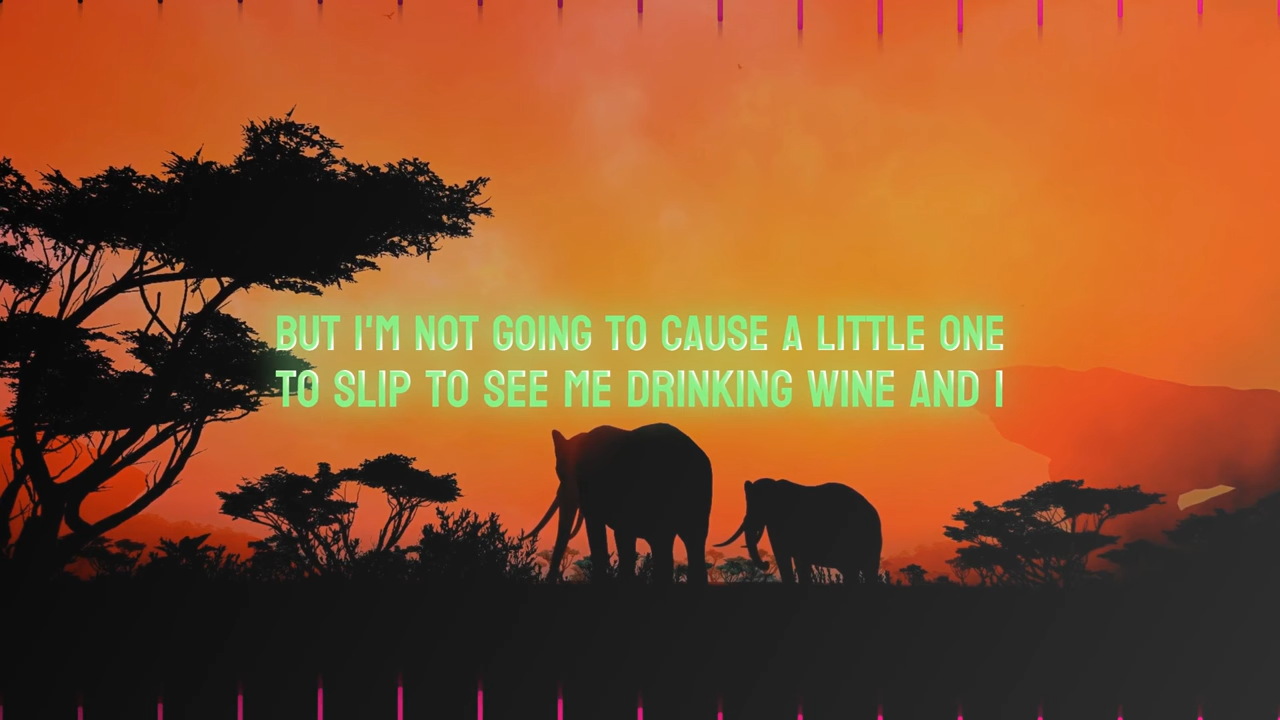 BUT I'M NOT GOING TO CAUSE A LITTLE ONE
TO SLIP TO SEE ME DRINKING WINE AND I